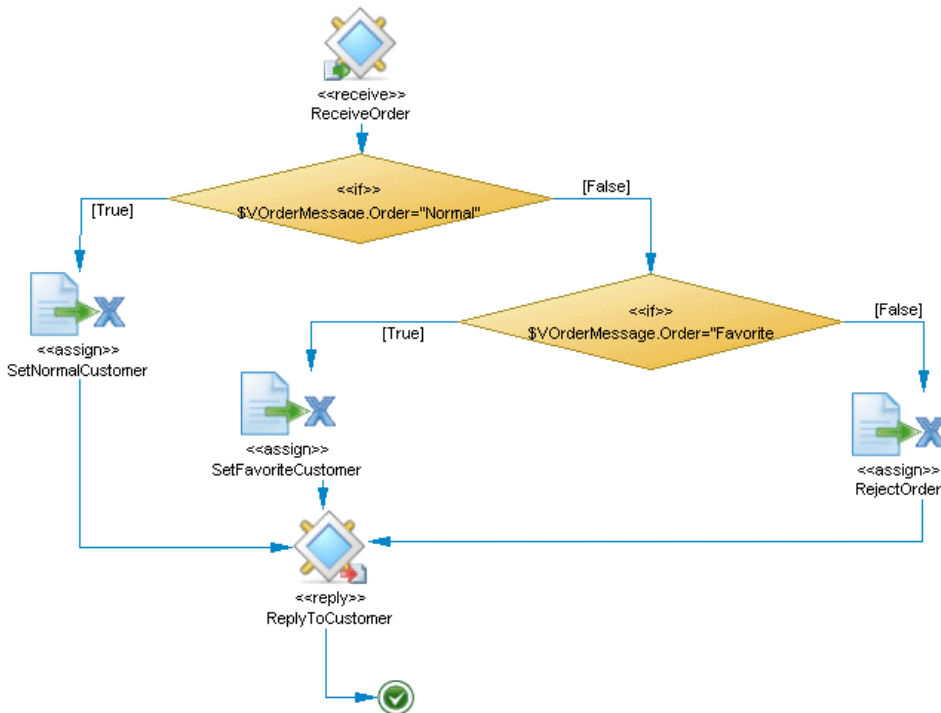 <<receive>>
ReceiveOrder
<<if>>
$VOrderMessage.Order="Normal"
[True]
[False]
<<assign>>
SetNormalCustomer
<<if>>
$VOrderMessage.Order="Favorite
[True]
[False]
<<assign>>
SetFavoriteCustomer
<<assign>>
RejectOrder
<<reply>>
ReplyToCustomer